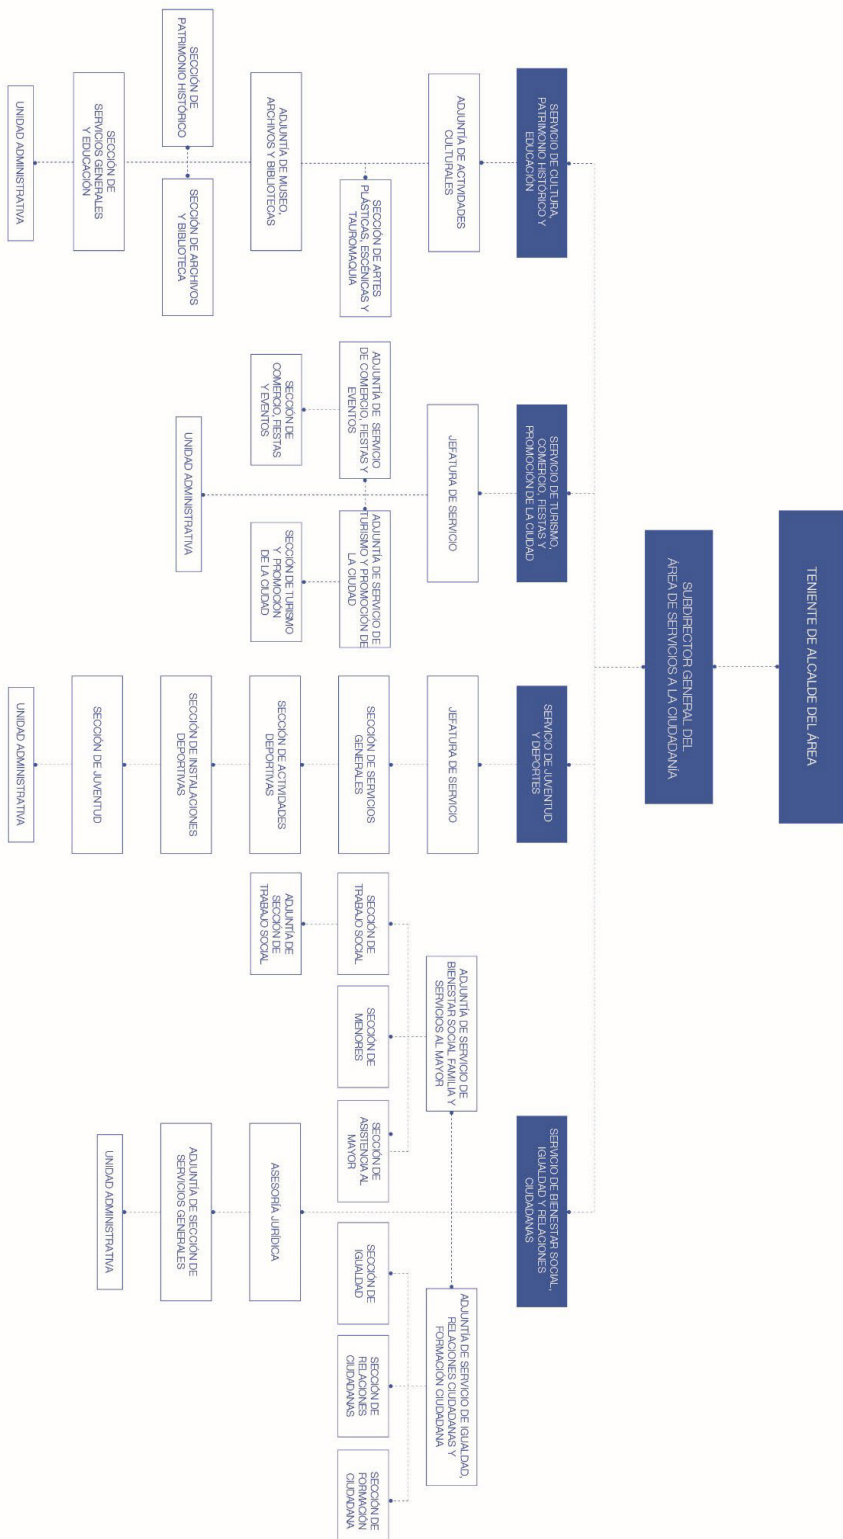 TENIENTE DE ALCALDE DEL ÁREA
SUBDIRECTOR GENERAL DEL
ÁREA DE SERVICIOS A LA CIUDADANÍA
SERVICIO DE CULTURA,
PATRIMONIO HISTÓRICO Y
EDUCACIÓN
SERVICIO DE TURISMO,
COMERCIO, FIESTAS Y
PROMOCIÓN DE LA CIUDAD
SERVICIO DE JUVENTUD
Y DEPORTES
SERVICIO DE BIENESTAR SOCIAL,
IGUALDAD Y RELACIONES
CIUDADANAS
ADJUNTÍA DE ACTIVIDADES
CULTURALES
JEFATURA DE SERVICIO
JEFATURA DE SERVICIO
ADJUNTÍA DE SERVICIO DE
BIENESTAR SOCIAL FAMILIA Y
SERVICIOS AL MAYOR
ADJUNTÍA DE SERVICIO DE IGUALDAD,
RELACIONES CIUDADANAS Y
FORMACIÓN CIUDADANA
SECCIÓN DE ARTES
PLÁSTICAS, ESCÉNICAS Y
TAUROMAQUIA
ADJUNTÍA DE SERVICIO
DE COMERCIO, FIESTAS Y
EVENTOS
ADJUNTÍA DE SERVICIO DE
TURISMO Y PROMOCIÓN DE
LA CIUDAD
SECCIÓN DE SERVICIOS
GENERALES
SECCIÓN DE
TRABAJO SOCIAL
SECCIÓN DE
MENORES
SECCIÓN DE
ASISTENCIA AL
MAYOR
SECCIÓN DE
IGUALDAD
SECCIÓN DE
RELACIONES
CIUDADANAS
SECCIÓN DE
FORMACIÓN
CIUDADANA
ADJUNTÍA DE MUSEO,
ARCHIVOS Y BIBLIOTECAS
SECCIÓN DE
COMERCIO, FIESTAS
Y EVENTOS
SECCIÓN DE TURISMO
Y PROMOCIÓN
DE LA CIUDAD
SECCIÓN DE ACTIVIDADES
DEPORTIVAS
ADJUNTÍA DE
SECCIÓN DE
TRABAJO SOCIAL
ASESORÍA JURÍDICA
SECCIÓN DE
PATRIMONIO HISTÓRICO
SECCIÓN DE ARCHIVOS
Y BIBLIOTECA
UNIDAD ADMINISTRATIVA
SECCIÓN DE INSTALACIONES
DEPORTIVAS
ADJUNTÍA DE SECCIÓN DE
SERVICIOS GENERALES
SECCIÓN DE
SERVICIOS GENERALES
Y EDUCACIÓN
SECCIÓN DE JUVENTUD
UNIDAD ADMINISTRATIVA
UNIDAD ADMINISTRATIVA
UNIDAD ADMINISTRATIVA